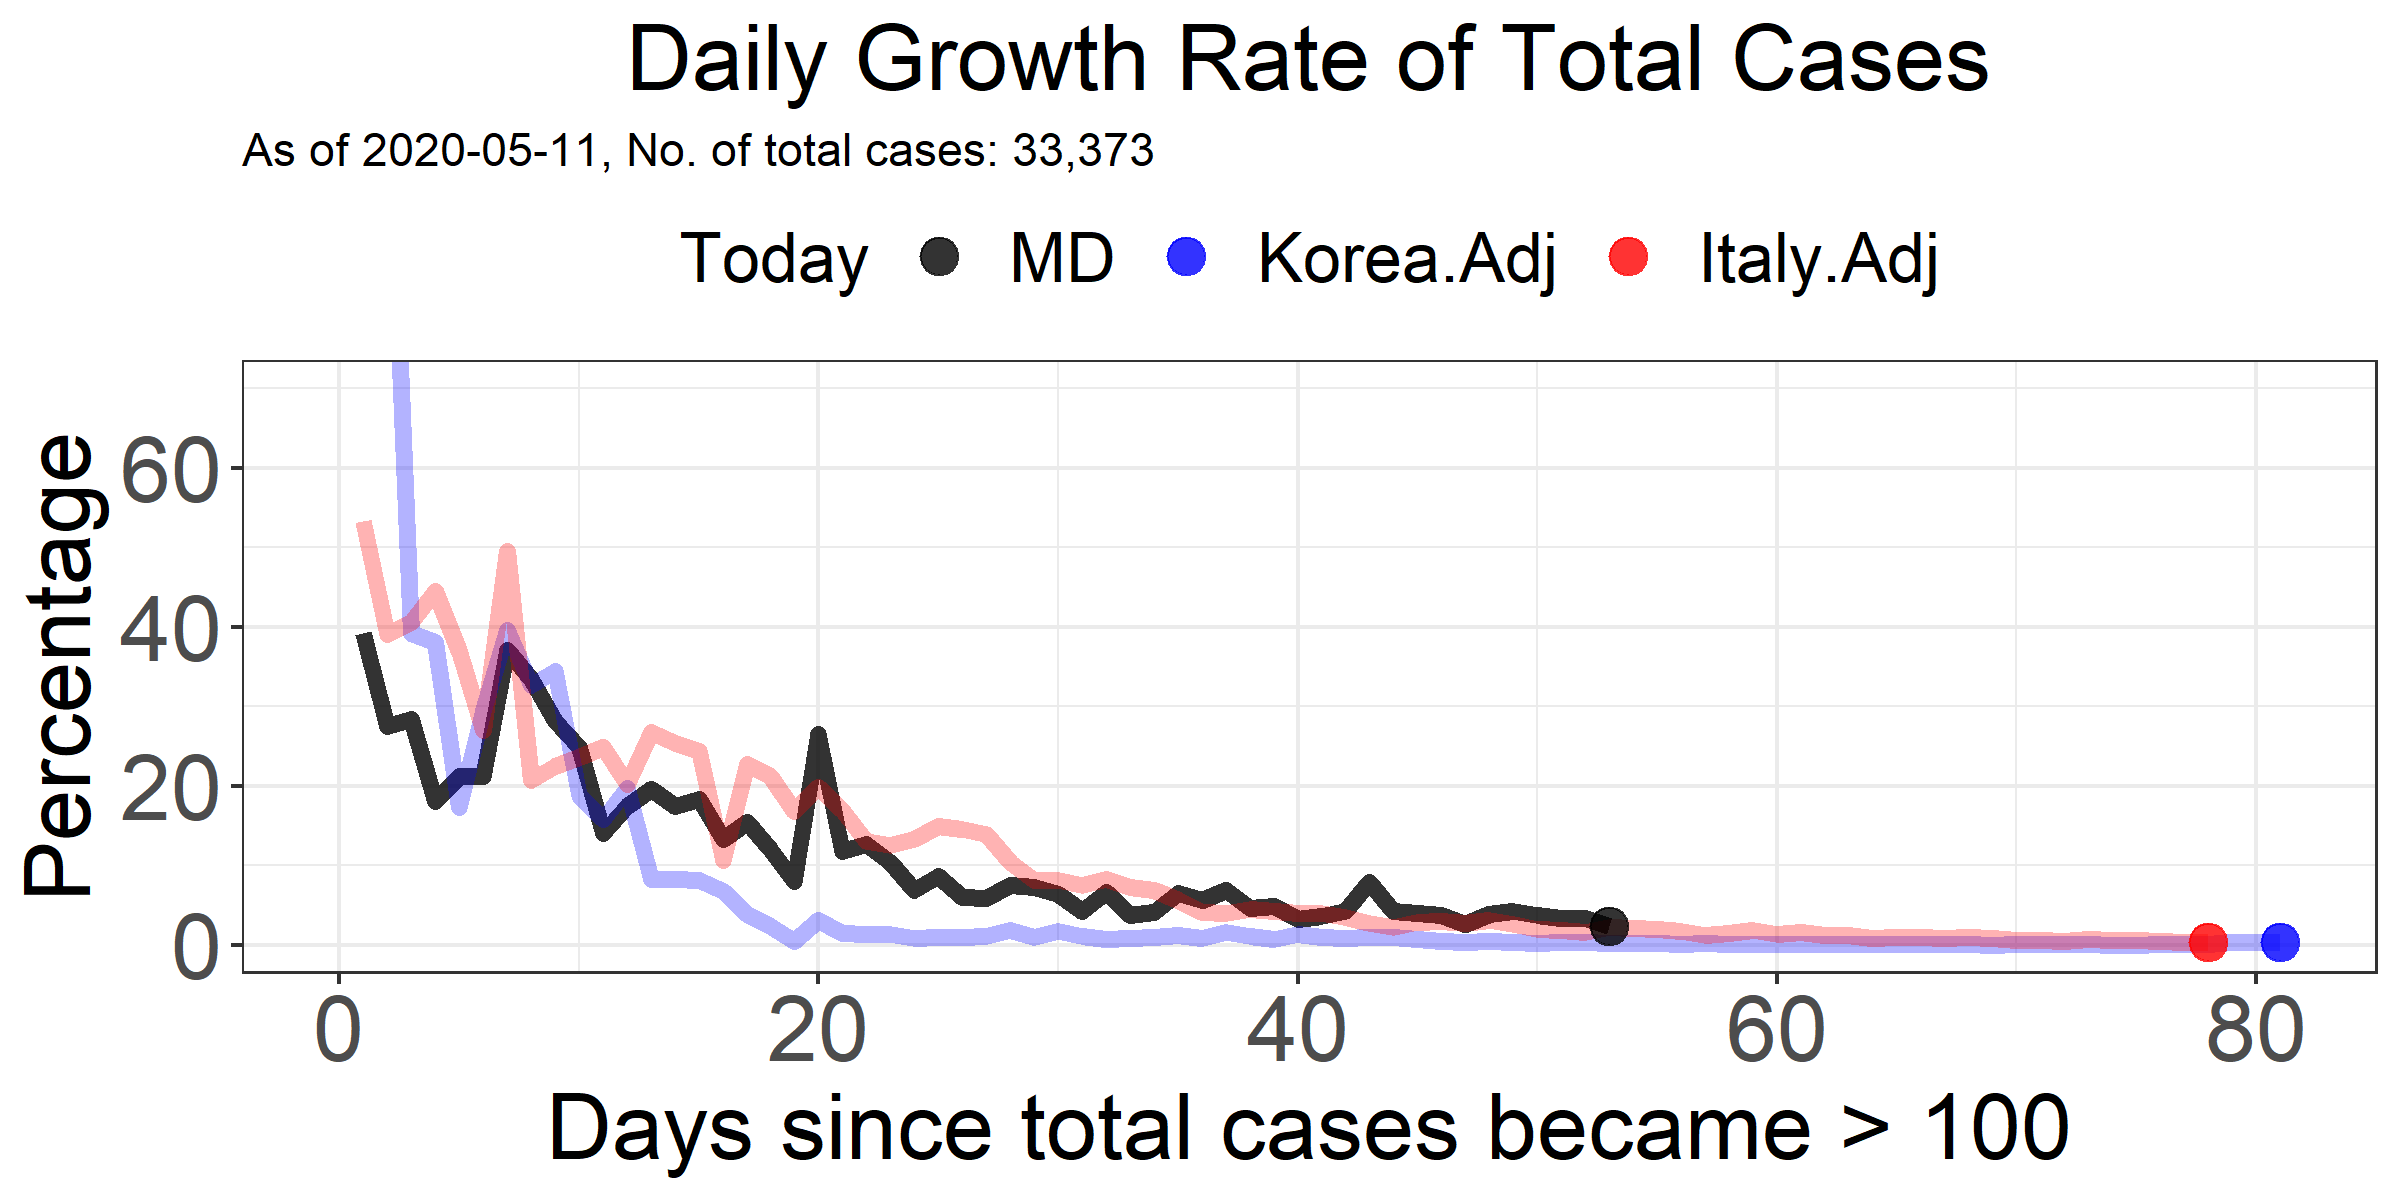 Daily Growth Rate of Total Cases
As of 2020-05-11, No. of total cases: 33,373
Today MD Korea.Adj Italy.Adj
Percentage
60
40
20
0
0 20 40 60 80
Days since total cases became > 100